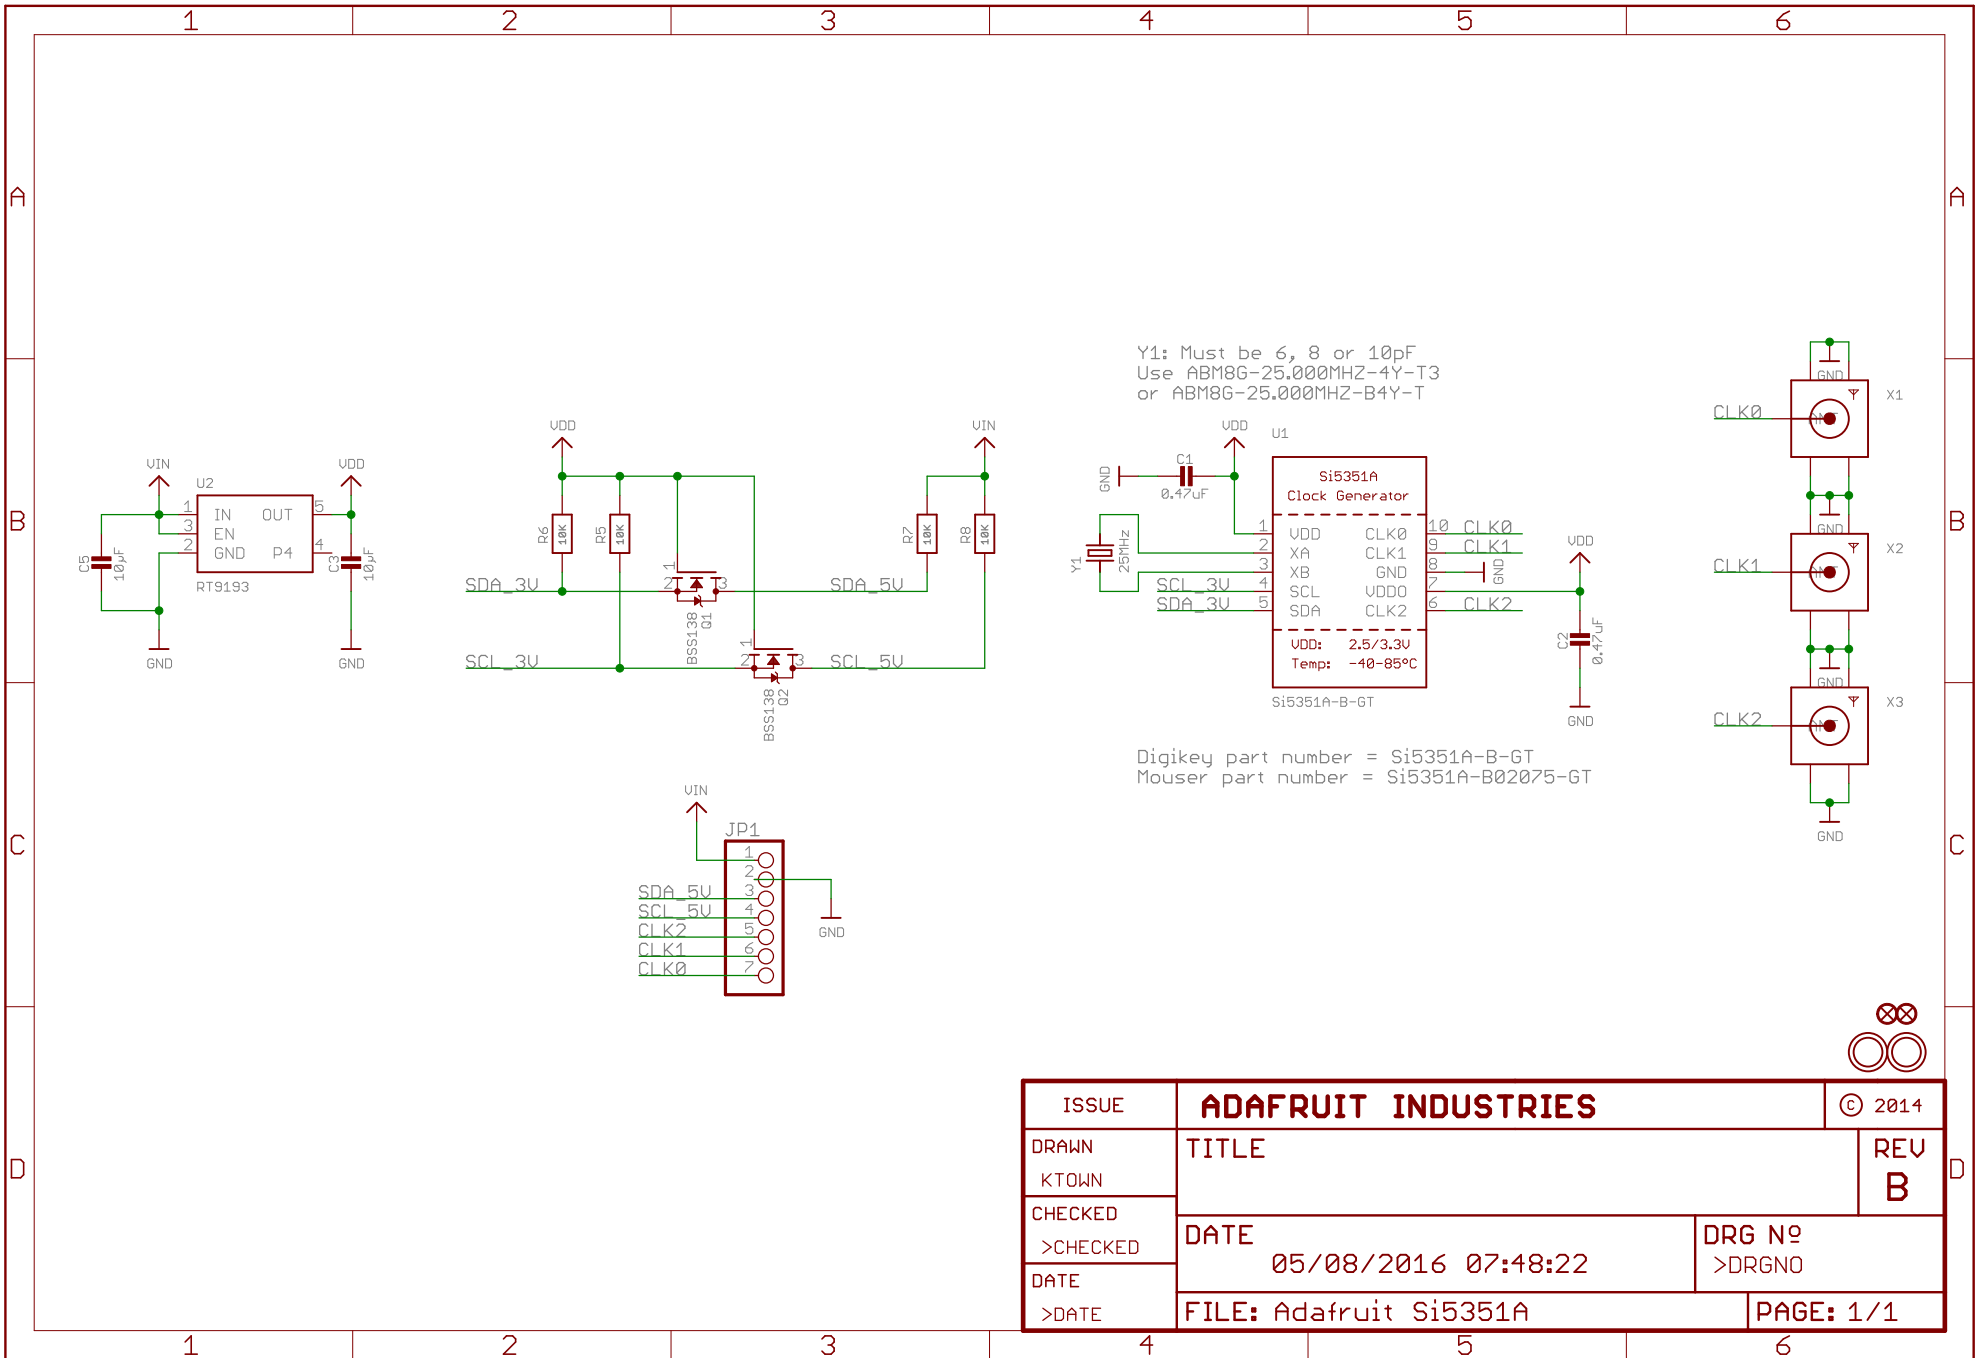 1 2 3 4 5 6
A A
B B
C C
D D
Y1: Must be 6, 8 or 10pF
Use ABM8G-25.000MHZ-4Y-T3
or ABM8G-25.000MHZ-B4Y-T
VIN
VDD
U2
1 IN OUT 5
3 EN
2 GND P4 4
RT9193
C5
10µF
C3
10µF
GND
GND
VDD
VIN
R6
10K
R5
10K
R7
10K
R8
10K
SDA_3V
1
2 3
SDA_5V
BSS138
Q1
SCL_3V
1
2 3
SCL_5V
BSS138
Q2
VDD
U1
GND
C1
0.47uF
Y1
25MHz
Si5351A
Clock Generator
1 VDD CLK0 10 CLK0
2 XA CLK1 9 CLK1
3 XB GND 8 GND
SCL_3V 4 SCL VDDO 7
SDA_3V 5 SDA CLK2 6 CLK2
VDD: 2.5/3.3V
Temp: -40-85°C
Si5351A-B-GT
VDD
C2
0.47uF
GND
Digikey part number = Si5351A-B-GT
Mouser part number = Si5351A-B02075-GT
GND
CLK0
X1
GND
CLK1
X2
GND
CLK2
X3
GND
VIN
JP1
1
2
SDA_5V 3
SCL_5V 4
CLK2 5
CLK1 6
CLK0 7
GND
ISSUE
ADAFRUIT INDUSTRIES
© 2014
DRAWN
KTOWN
TITLE
REV
B
CHECKED
>CHECKED
DATE
05/08/2016 07:48:22
DRG Nº
>DRGNO
DATE
>DATE
FILE: Adafruit Si5351A
PAGE: 1/1
1 2 3 4 5 6